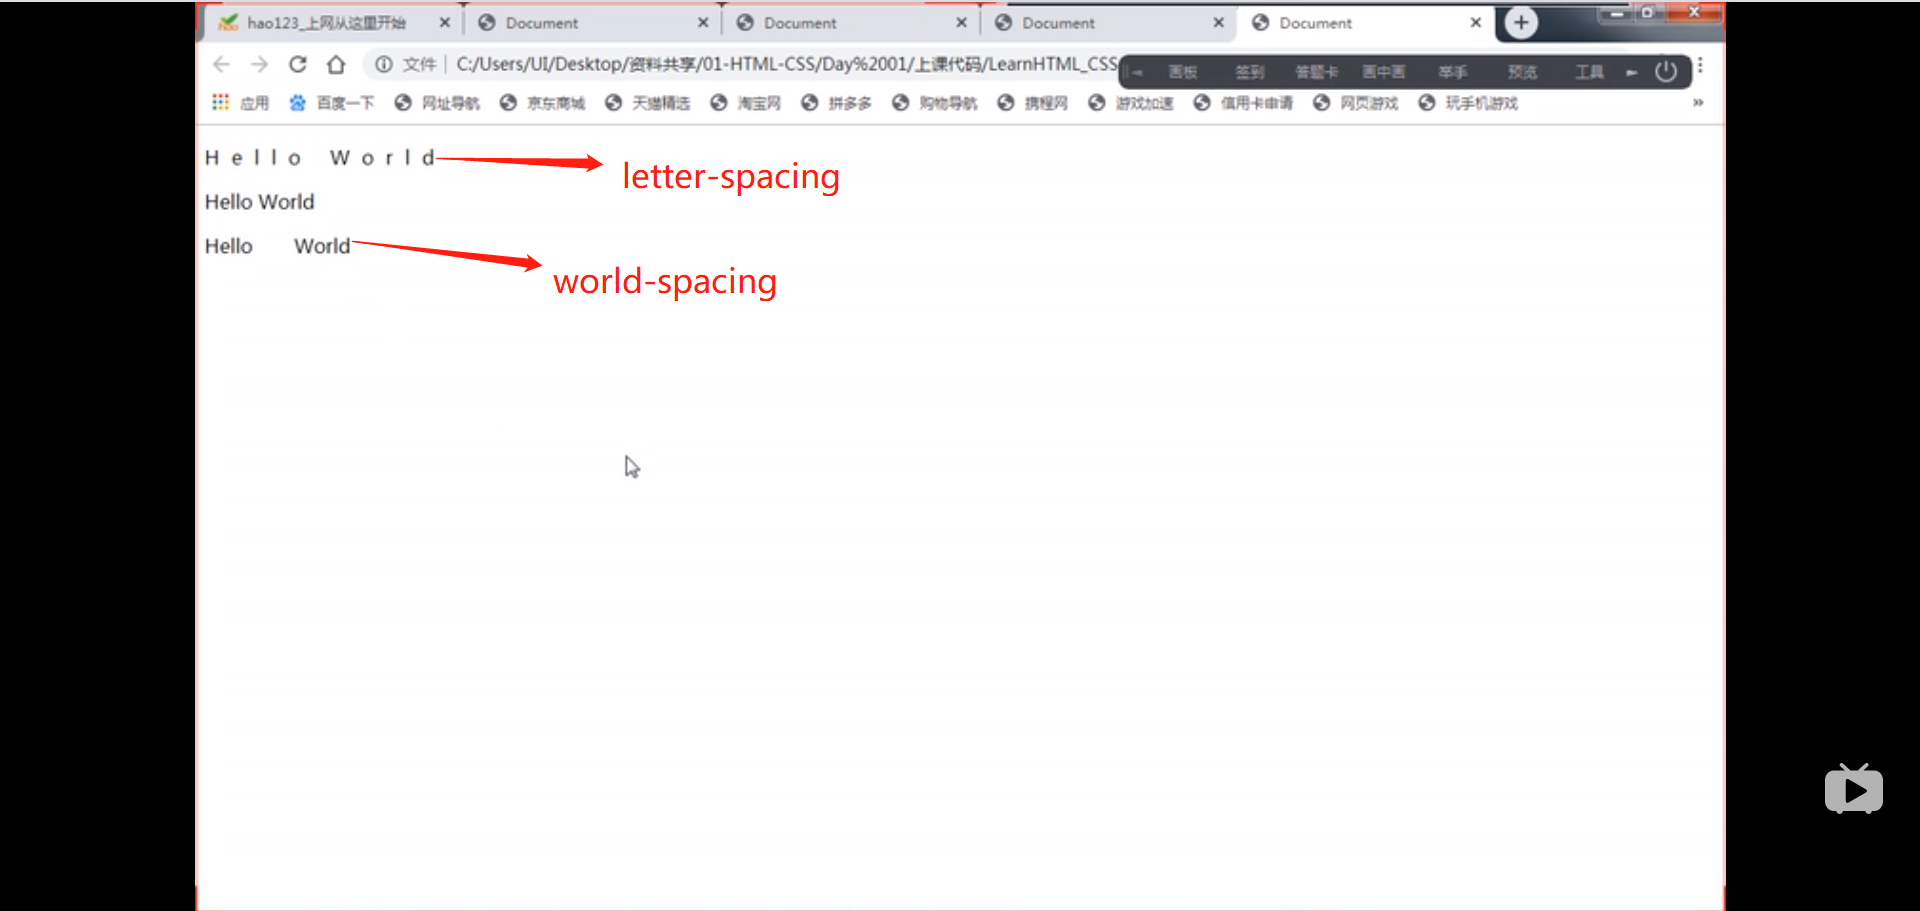 hao123_上网从这里开始 Document Document Document Document
文件 C:/Users/UI/Desktop/资料共享/01-HTML-CSS/Day%2001/上课代码/LearnHTML_CSS
画板 签到 答题卡 画中画 举手 预览 工具
应用 百度一下 网址导航 京东商城 天猫精选 淘宝网 拼多多 购物导航 携程网 游戏加速 信用卡申请 网页游戏 玩手机游戏 »
Hello World
letter-spacing
Hello World
Hello World
world-spacing